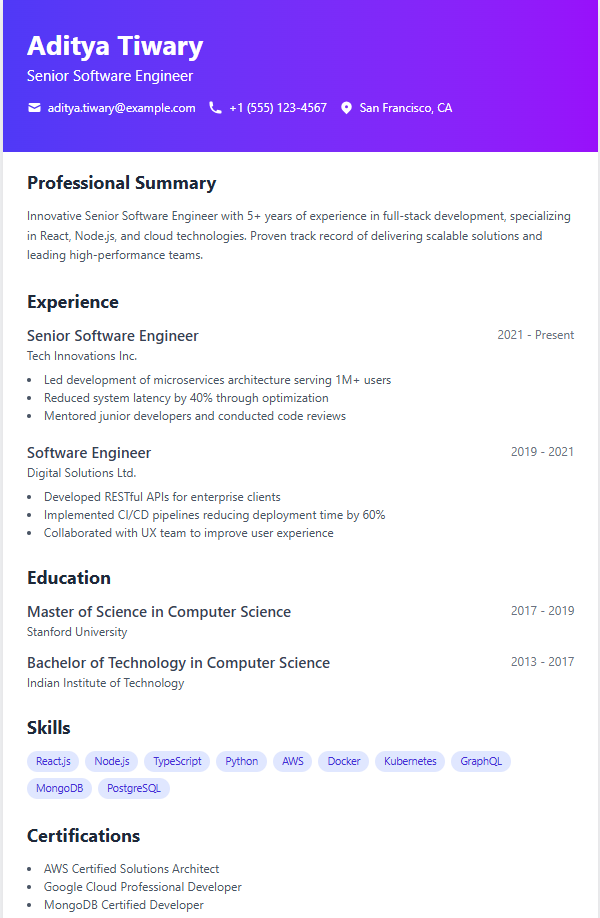 Aditya Tiwary
Senior Software Engineer
aditya.tiwary@example.com +1 (555) 123-4567 San Francisco, CA
Professional Summary
Innovative Senior Software Engineer with 5+ years of experience in full-stack development, specializing
in React, Node.js, and cloud technologies. Proven track record of delivering scalable solutions and
leading high-performance teams.
Experience
Senior Software Engineer 2021 - Present
Tech Innovations Inc.
• Led development of microservices architecture serving 1M+ users
• Reduced system latency by 40% through optimization
• Mentored junior developers and conducted code reviews
Software Engineer 2019 - 2021
Digital Solutions Ltd.
• Developed RESTful APIs for enterprise clients
• Implemented CI/CD pipelines reducing deployment time by 60%
• Collaborated with UX team to improve user experience
Education
Master of Science in Computer Science 2017 - 2019
Stanford University
Bachelor of Technology in Computer Science 2013 - 2017
Indian Institute of Technology
Skills
React.js Node.js TypeScript Python AWS Docker Kubernetes GraphQL
MongoDB PostgreSQL
Certifications
• AWS Certified Solutions Architect
• Google Cloud Professional Developer
• MongoDB Certified Developer